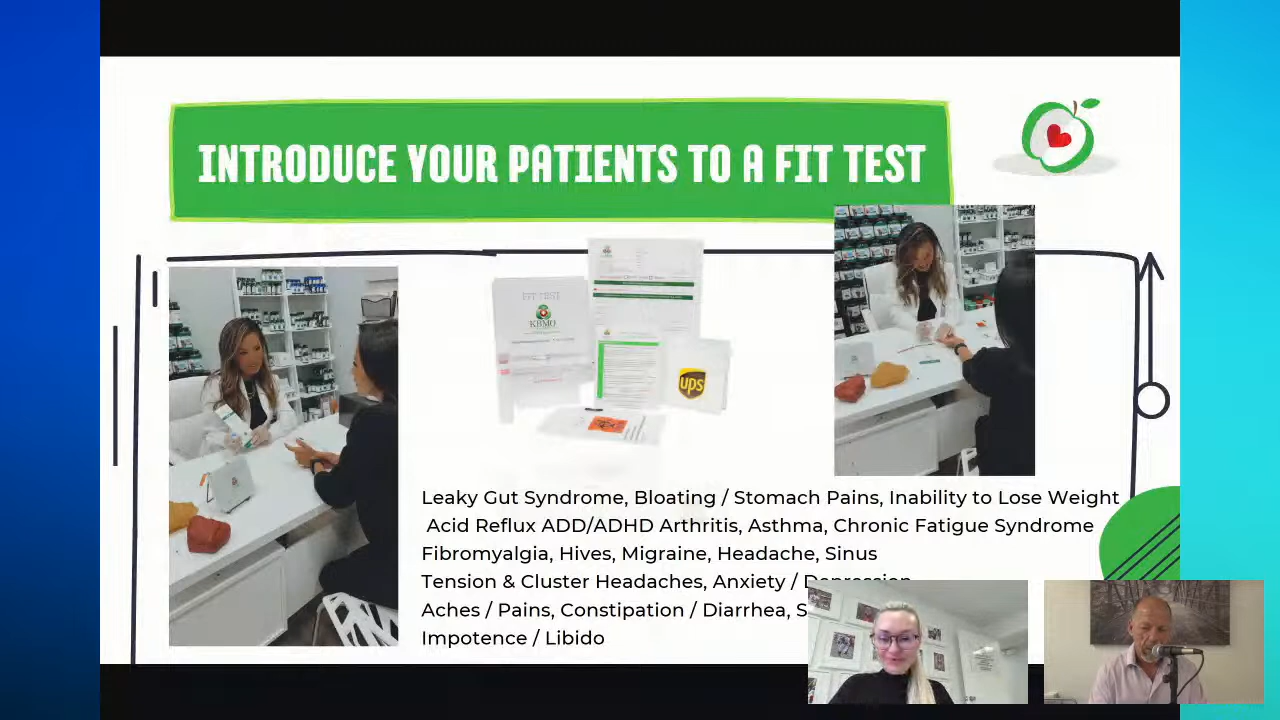 INTRODUCE YOUR PATIENTS TO A FIT TEST
FIT TEST
KBMO
ups
Leaky Gut Syndrome, Bloating / Stomach Pains, Inability to Lose Weight
Acid Reflux ADD/ADHD Arthritis, Asthma, Chronic Fatigue Syndrome
Fibromyalgia, Hives, Migraine, Headache, Sinus
Tension & Cluster Headaches, Anxiety / Depression
Aches / Pains, Constipation / Diarrhea, S
Impotence / Libido